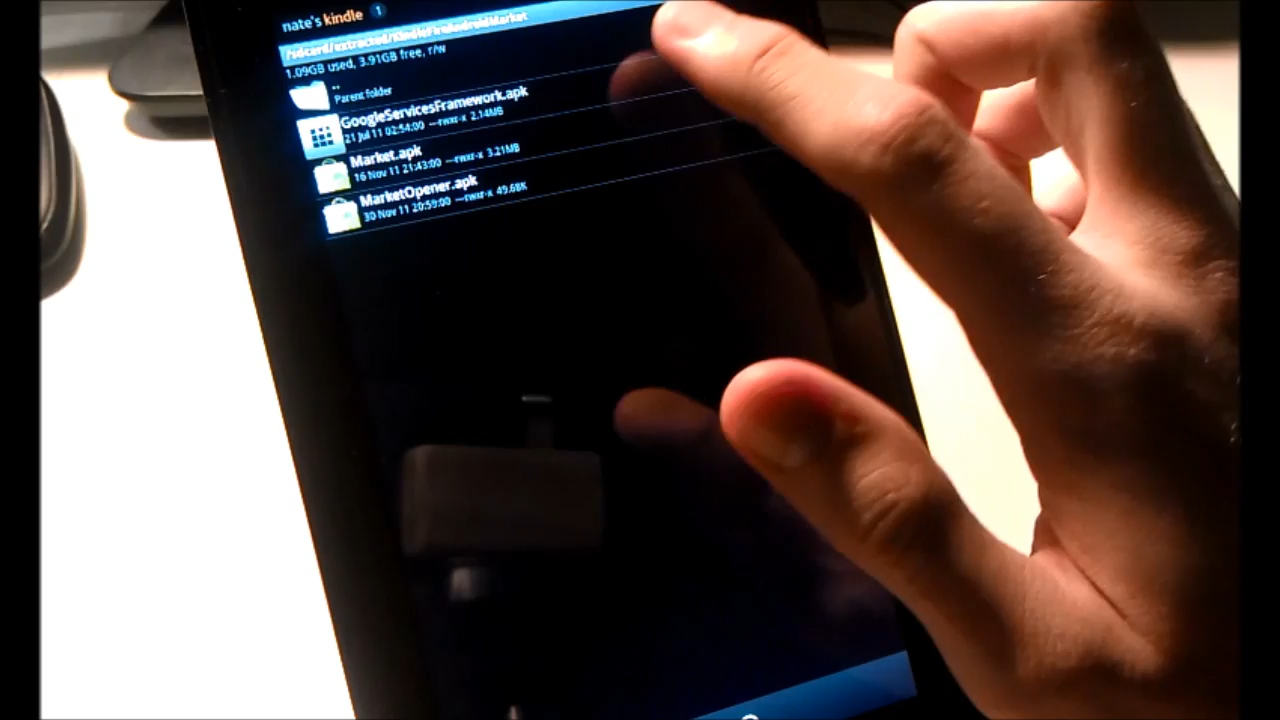 nate's kindle 1
/sdcard/extracted/KindleFireAndroidMarket
1.09GB used, 3.91GB free, r/w
..
Parent folder
GoogleServicesFramework.apk
21 Jul 11 02:54:00 ---rwxr-x 2.14MB
Market.apk
16 Nov 11 21:43:00 ---rwxr-x 3.21MB
MarketOpener.apk
30 Nov 11 20:59:00 ---rwxr-x 49.68K